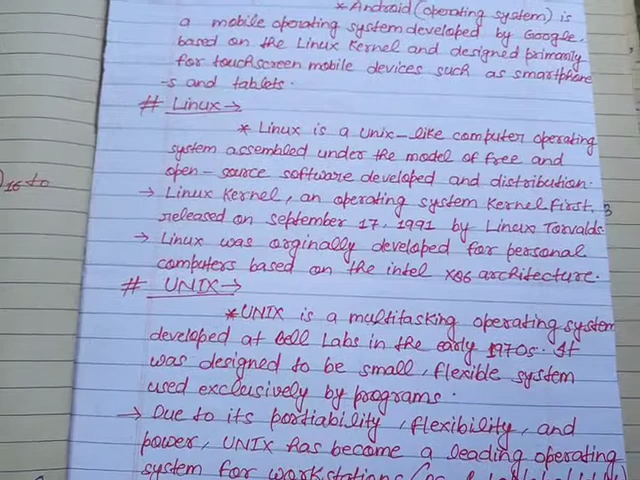 * Android (operating system) is
a mobile operating system developed by Google,
based on the Linux Kernel and designed primarily
for touchscreen mobile devices such as smartphone
-s and tablets.
# Linux→
* Linux is a Unix-like computer operating
system assembled under the model of free and
open-source software developed and distribution.
→ Linux Kernel, an operating system Kernel first
released on september 17, 1991 by Linux Torvalds
→ Linux was orginally developed for personal
computers based on the intel x86 architecture.
# UNIX→
* UNIX is a multitasking operating system
developed at Bell Labs in the early 1970s. It
was designed to be small, flexible system
used exclusively by programs.
→ Due to its portiability, flexibility, and
power, UNIX has become a leading operating
system for workstations